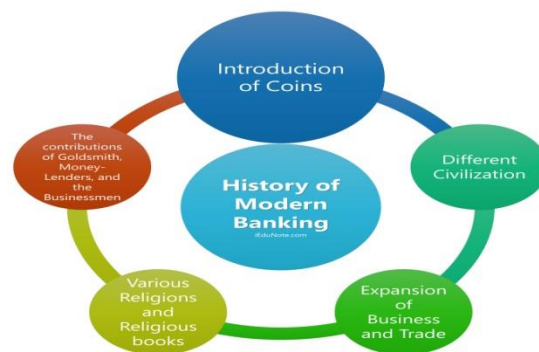 Introduction
of Coins
Different
Civilization
Expansion
of Business
and Trade
Various
Religions
and
Religious
books
The
contributions
of Goldsmith,
Money-
Lenders, and
the
Businessmen
History of
Modern
Banking
iEduNote.com